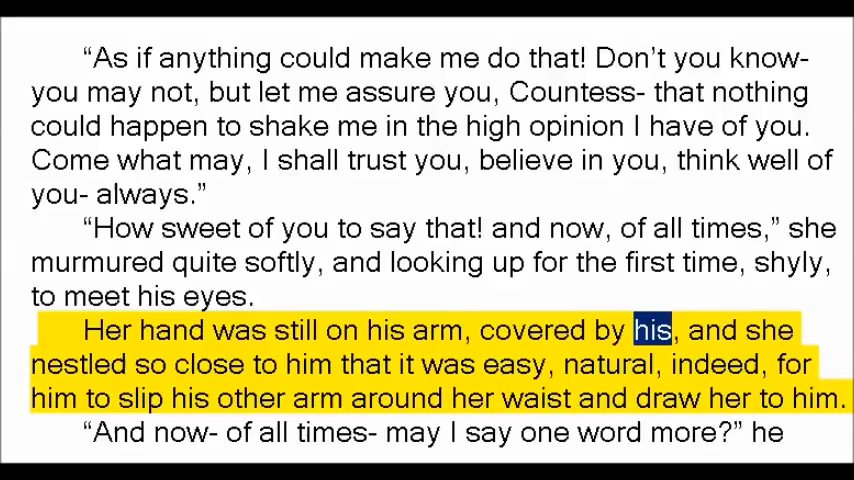 “As if anything could make me do that! Don’t you know-
you may not, but let me assure you, Countess- that nothing
could happen to shake me in the high opinion I have of you.
Come what may, I shall trust you, believe in you, think well of
you- always.”
“How sweet of you to say that! and now, of all times,” she
murmured quite softly, and looking up for the first time, shyly,
to meet his eyes.
Her hand was still on his arm, covered by his, and she
nestled so close to him that it was easy, natural, indeed, for
him to slip his other arm around her waist and draw her to him.
“And now- of all times- may I say one word more?” he